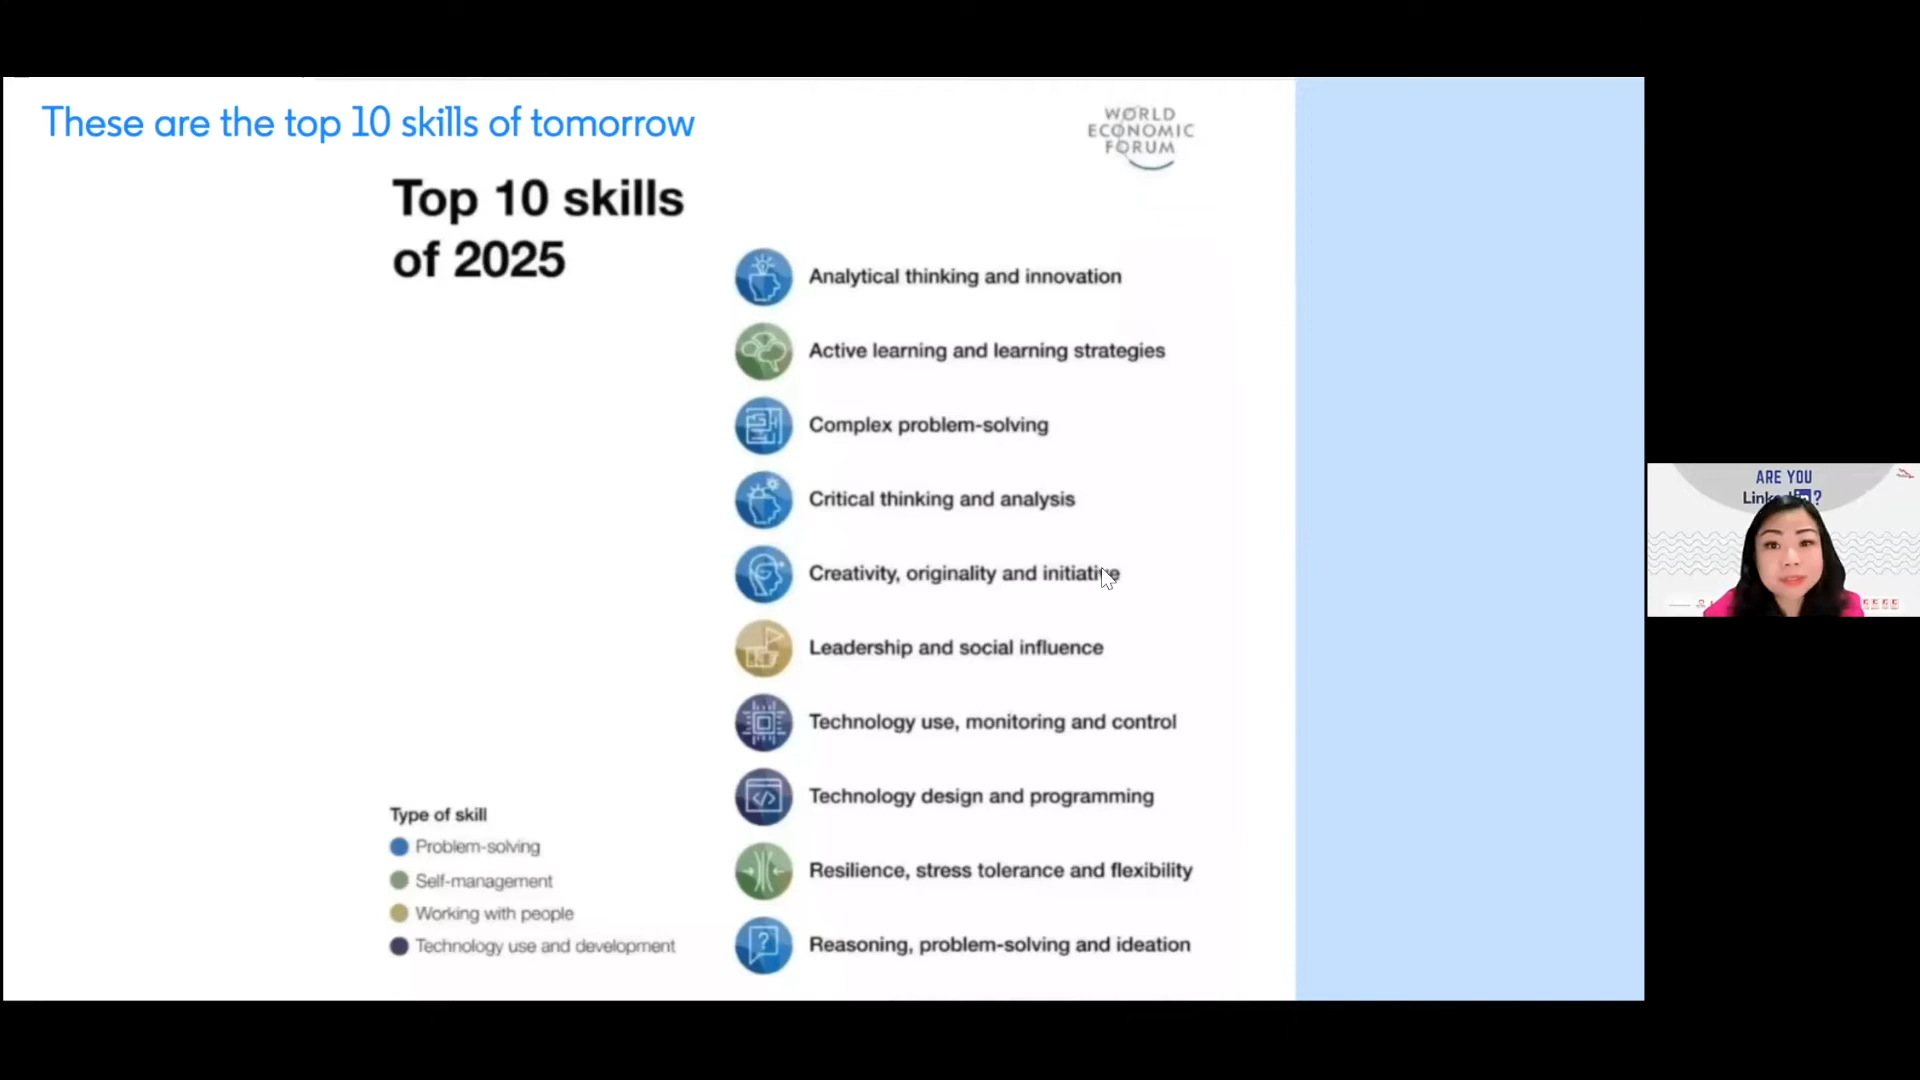 These are the top 10 skills of tomorrow
WORLD
ECONOMIC
FORUM
Top 10 skills
of 2025
Analytical thinking and innovation
Active learning and learning strategies
Complex problem-solving
Critical thinking and analysis
Creativity, originality and initiative
Leadership and social influence
Technology use, monitoring and control
Technology design and programming
Resilience, stress tolerance and flexibility
Reasoning, problem-solving and ideation
Type of skill
Problem-solving
Self-management
Working with people
Technology use and development
ARE YOU